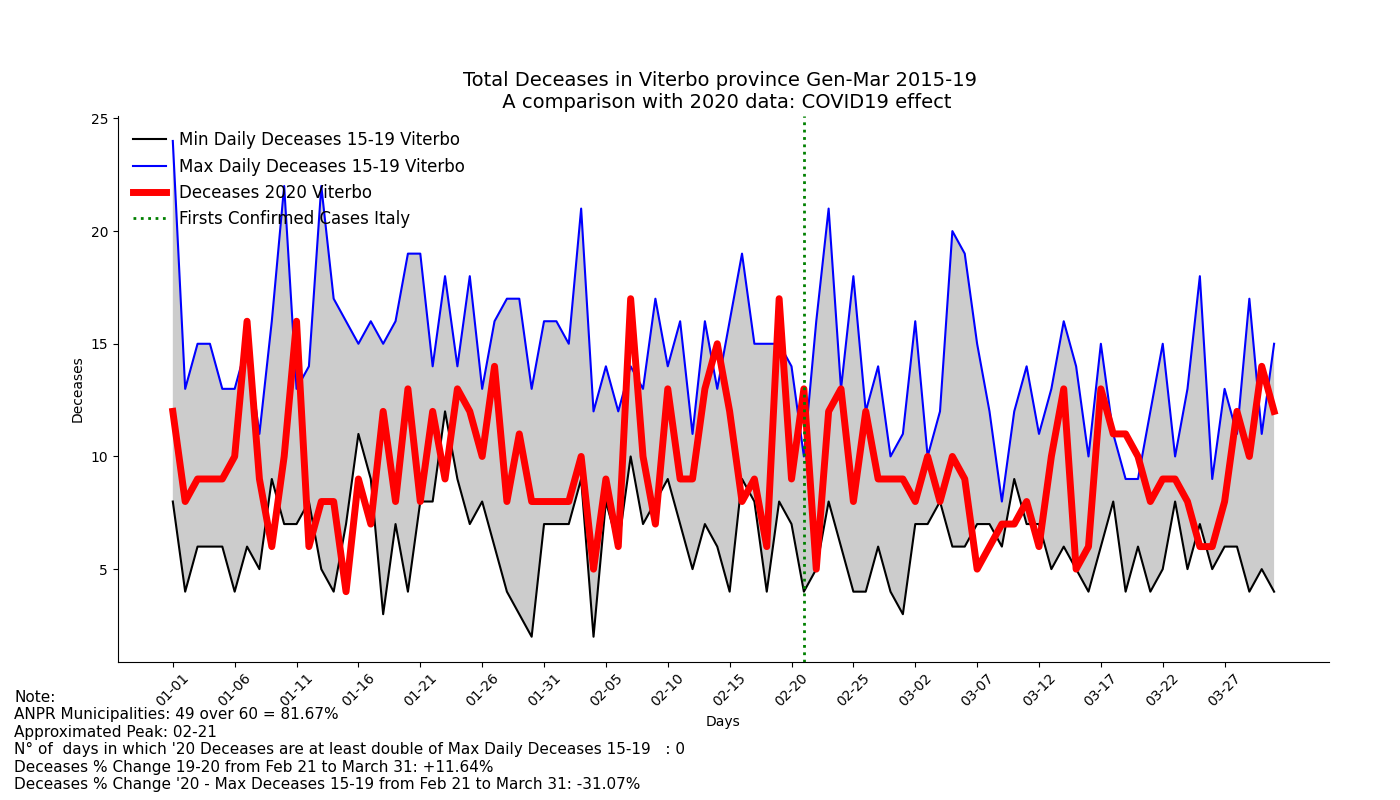 Total Deceases in Viterbo province Gen-Mar 2015-19
A comparison with 2020 data: COVID19 effect
Min Daily Deceases 15-19 Viterbo
Max Daily Deceases 15-19 Viterbo
Deceases 2020 Viterbo
Firsts Confirmed Cases Italy
25
20
15
10
5
Deceases
01-01
01-06
01-11
01-16
01-21
01-26
01-31
02-05
02-10
02-15
02-20
02-25
03-02
03-07
03-12
03-17
03-22
03-27
Days
Note:
ANPR Municipalities: 49 over 60 = 81.67%
Approximated Peak: 02-21
N° of  days in which '20 Deceases are at least double of Max Daily Deceases 15-19   : 0
Deceases % Change 19-20 from Feb 21 to March 31: +11.64%
Deceases % Change '20 - Max Deceases 15-19 from Feb 21 to March 31: -31.07%